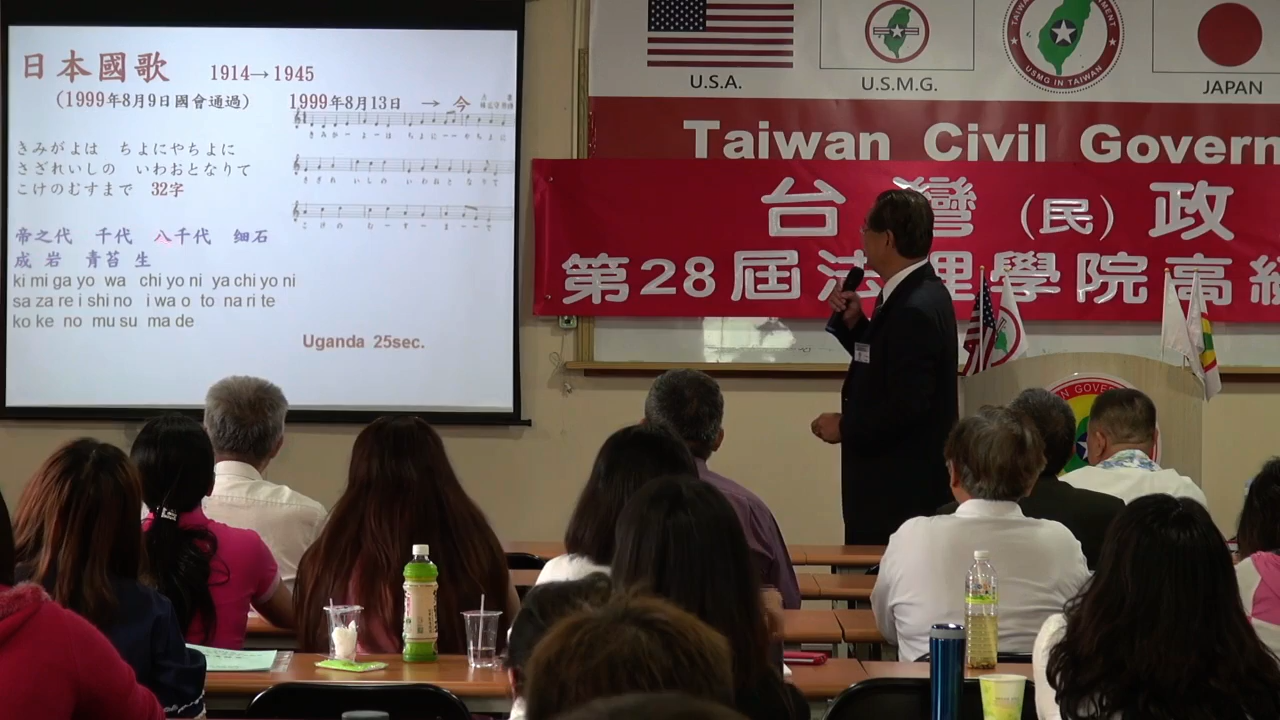 日本國歌 1914→1945
(1999年8月9日國會通過) 1999年8月13日 → 今
きみがよは ちよにやちよに
さざれいしの いわおとなりて
こけのむすまで 32字
帝之代 千代 八千代 细石
成岩 青苔生
ki mi ga yo wa chi yo ni ya chi yo ni
sa za re i shi no i wa o to na ri te
ko ke no mu su ma de
Uganda 25sec.
U.S.A.
U.S.M.G.
USMG IN TAIWAN
JAPAN
Taiwan Civil Govern
台灣(民)政
第28屆法理學院高